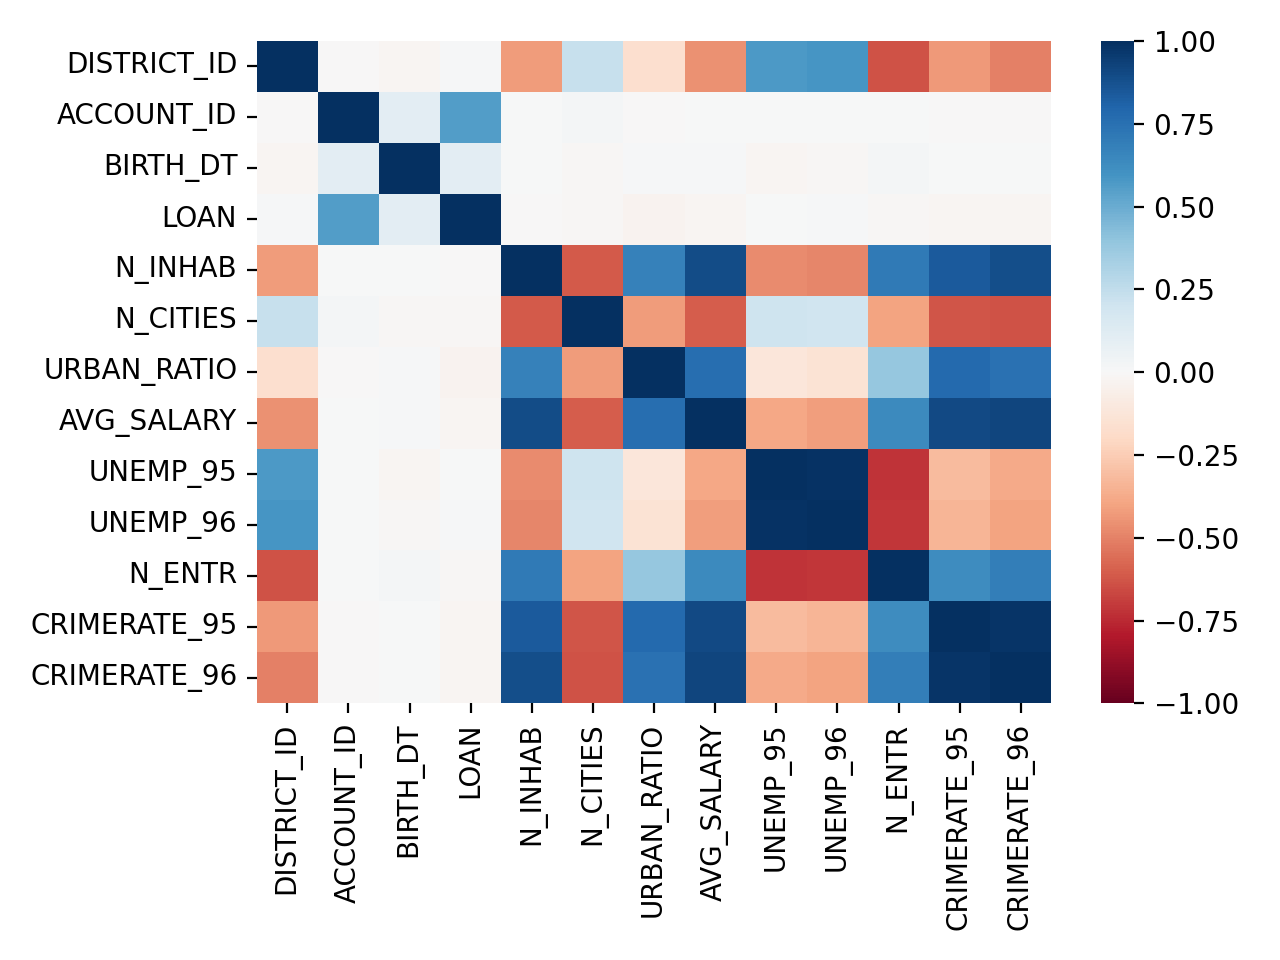 DISTRICT_ID
ACCOUNT_ID
BIRTH_DT
LOAN
N_INHAB
N_CITIES
URBAN_RATIO
AVG_SALARY
UNEMP_95
UNEMP_96
N_ENTR
CRIMERATE_95
CRIMERATE_96
DISTRICT_ID
ACCOUNT_ID
BIRTH_DT
LOAN
N_INHAB
N_CITIES
URBAN_RATIO
AVG_SALARY
UNEMP_95
UNEMP_96
N_ENTR
CRIMERATE_95
CRIMERATE_96
1.00
0.75
0.50
0.25
0.00
−0.25
−0.50
−0.75
−1.00